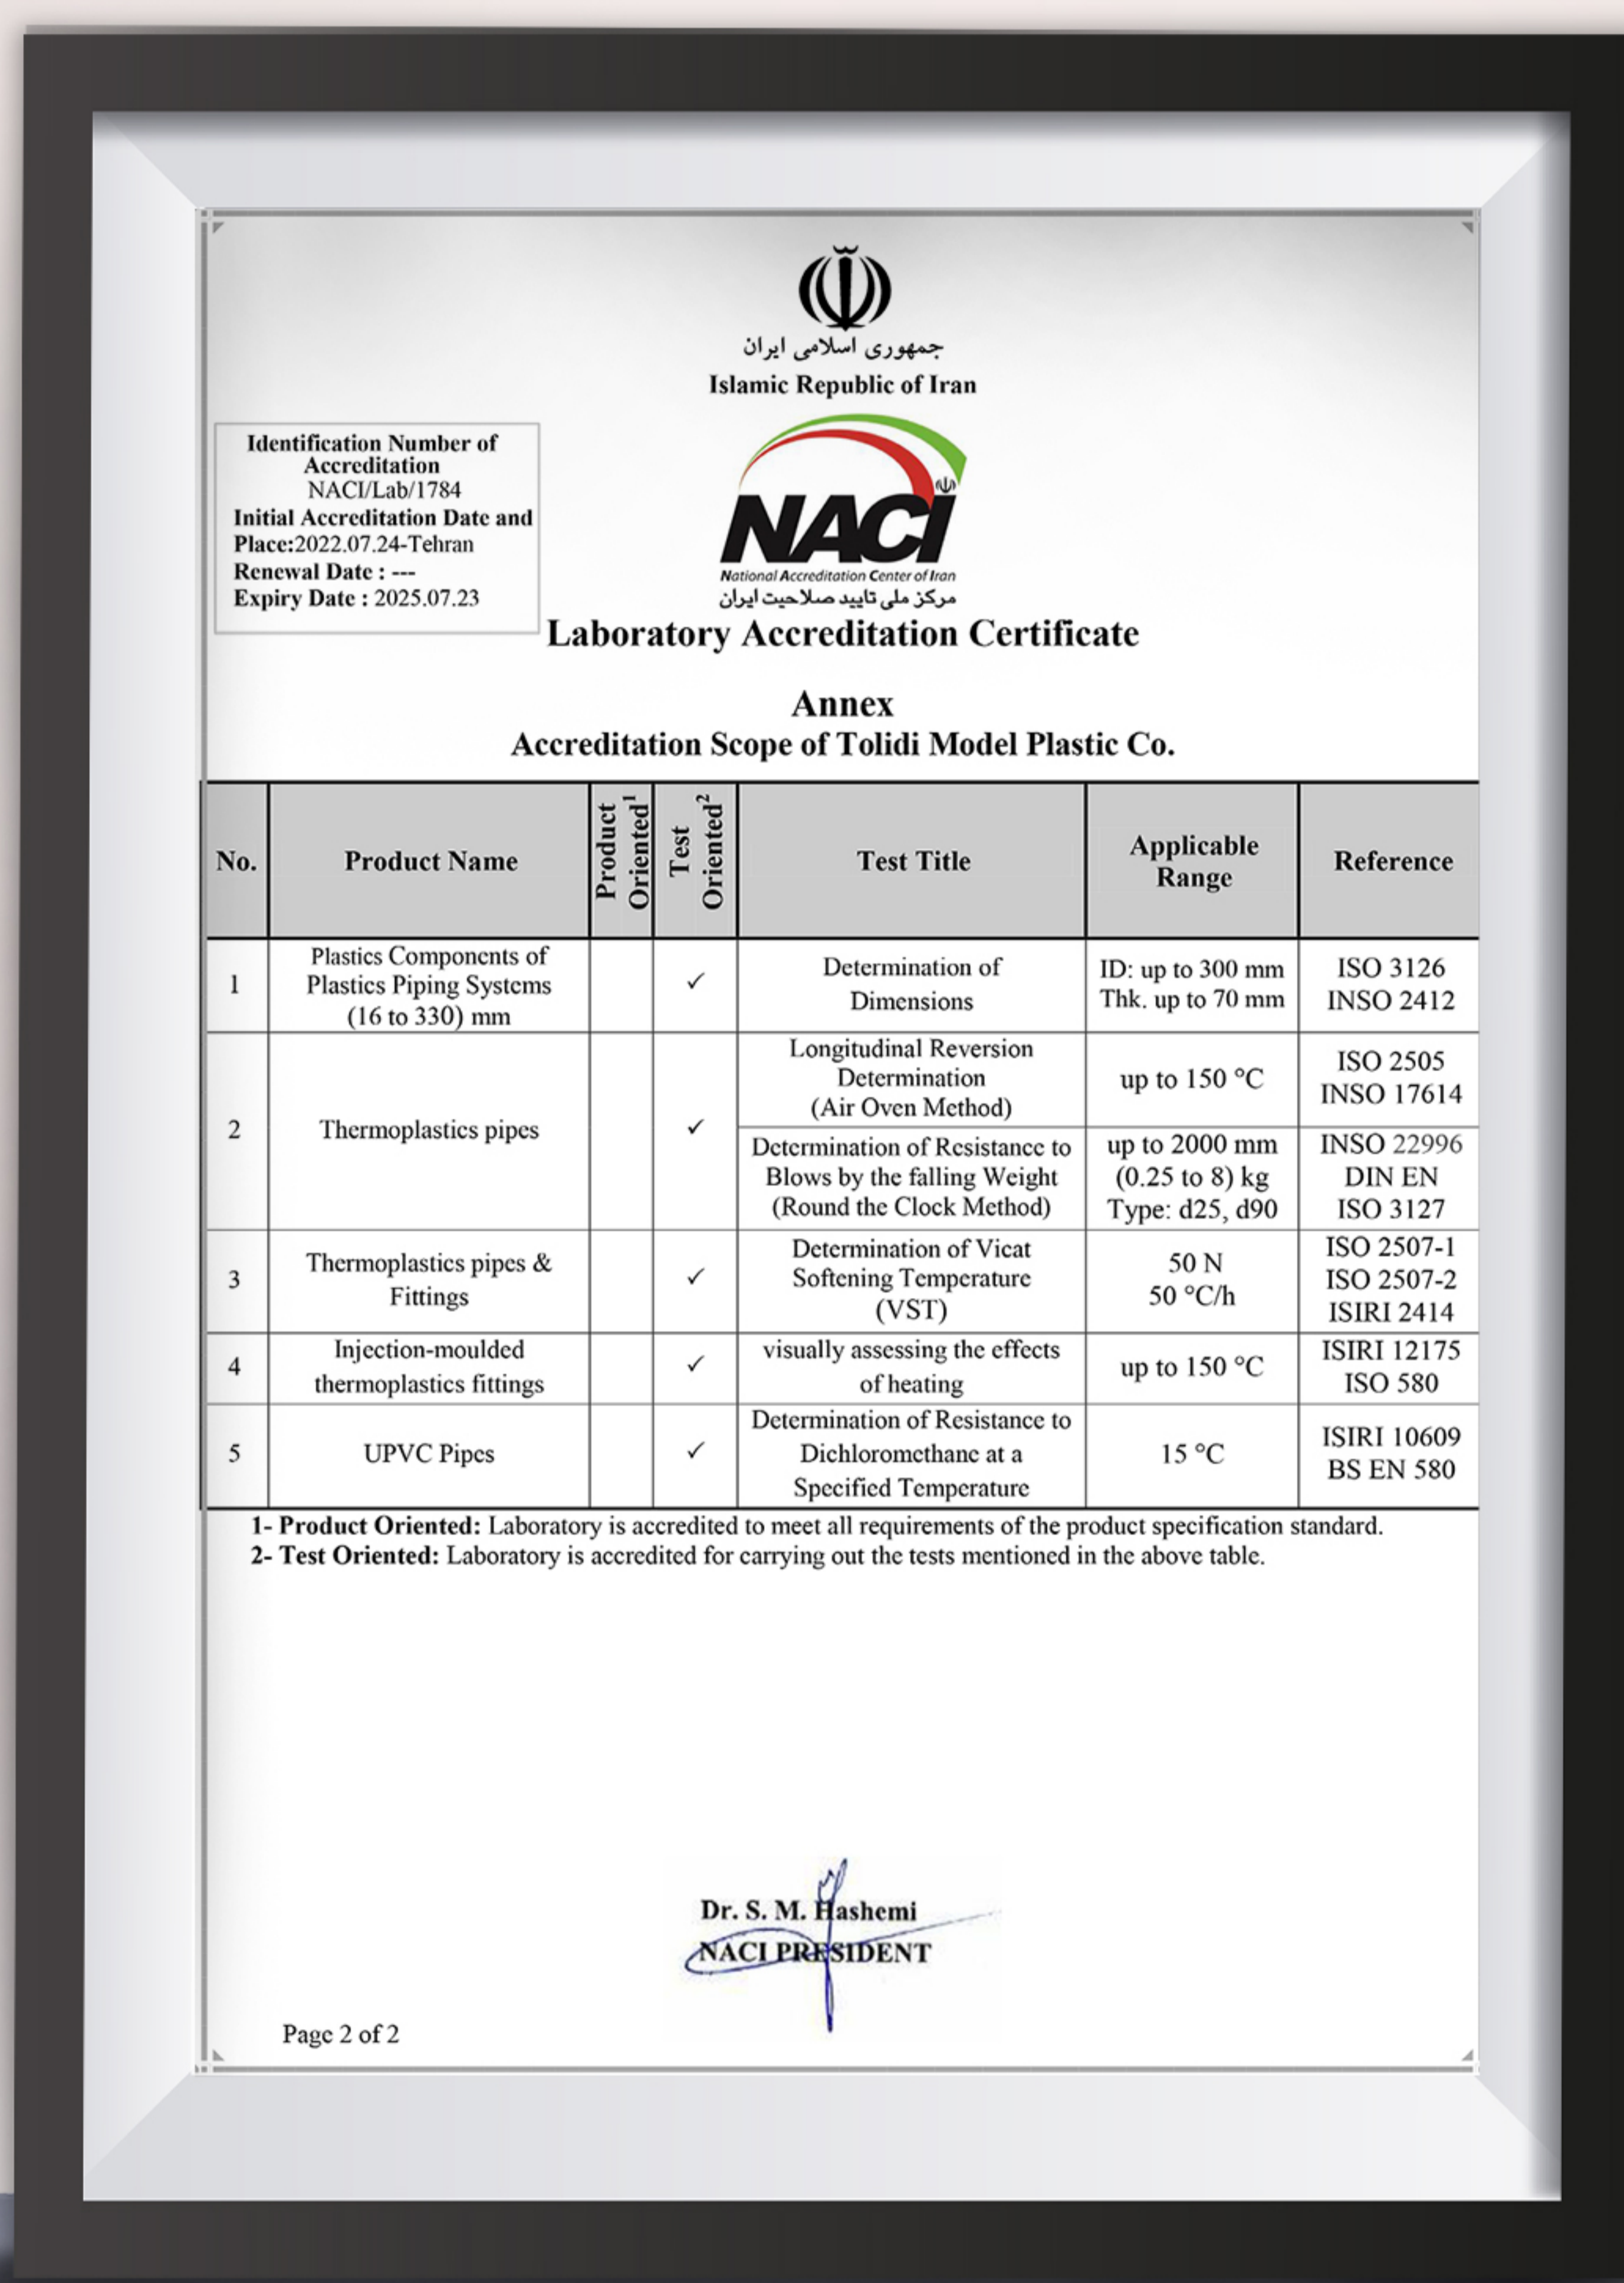 جمهوری اسلامی ایران
Islamic Republic of Iran
Identification Number of
Accreditation
NACI/Lab/1784
Initial Accreditation Date and
Place:2022.07.24-Tehran
Renewal Date : ---
Expiry Date : 2025.07.23
NACI
National Accreditation Center of Iran
مرکز ملی تایید صلاحیت ایران
Laboratory Accreditation Certificate
Annex
Accreditation Scope of Tolidi Model Plastic Co.
No.
Product Name
Product
Oriented1
Test
Oriented2
Test Title
Applicable
Range
Reference
1
Plastics Components of
Plastics Piping Systems
(16 to 330) mm
✓
Determination of
Dimensions
ID: up to 300 mm
Thk. up to 70 mm
ISO 3126
INSO 2412
2
Thermoplastics pipes
✓
Longitudinal Reversion
Determination
(Air Oven Method)
up to 150 °C
ISO 2505
INSO 17614
Determination of Resistance to
Blows by the falling Weight
(Round the Clock Method)
up to 2000 mm
(0.25 to 8) kg
Type: d25, d90
INSO 22996
DIN EN
ISO 3127
3
Thermoplastics pipes &
Fittings
✓
Determination of Vicat
Softening Temperature
(VST)
50 N
50 °C/h
ISO 2507-1
ISO 2507-2
ISIRI 2414
4
Injection-moulded
thermoplastics fittings
✓
visually assessing the effects
of heating
up to 150 °C
ISIRI 12175
ISO 580
5
UPVC Pipes
✓
Determination of Resistance to
Dichloromethane at a
Specified Temperature
15 °C
ISIRI 10609
BS EN 580
1- Product Oriented: Laboratory is accredited to meet all requirements of the product specification standard.
2- Test Oriented: Laboratory is accredited for carrying out the tests mentioned in the above table.
Dr. S. M. Hashemi
NACI PRESIDENT
Page 2 of 2